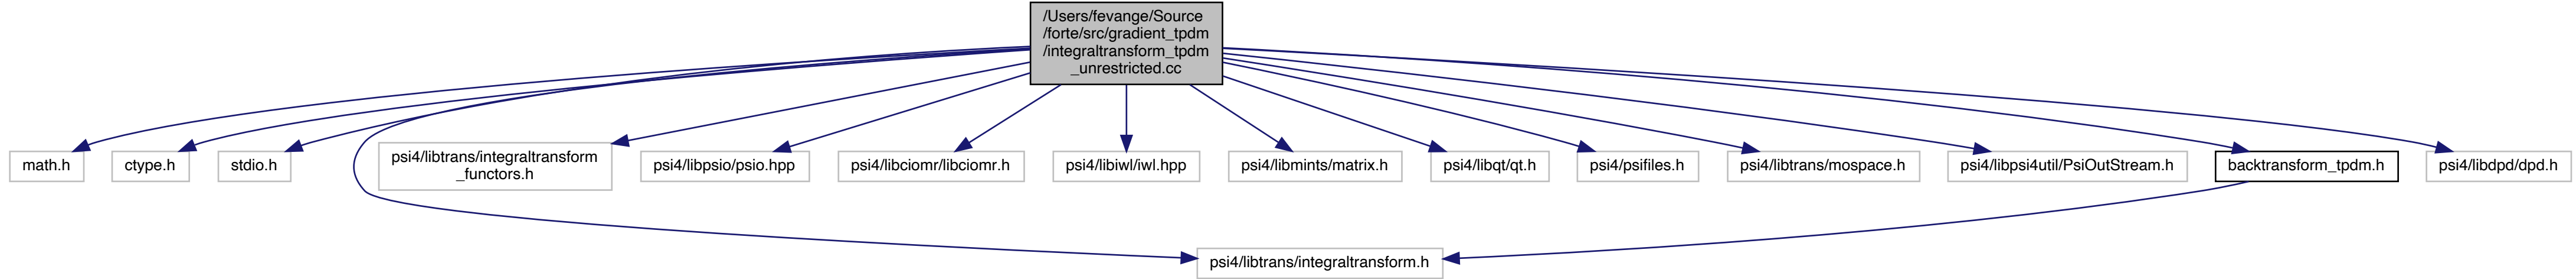 /Users/fevange/Source
/forte/src/gradient_tpdm
/integraltransform_tpdm
_unrestricted.cc
math.h
ctype.h
stdio.h
psi4/libtrans/integraltransform
_functors.h
psi4/libpsio/psio.hpp
psi4/libciomr/libciomr.h
psi4/libiwl/iwl.hpp
psi4/libmints/matrix.h
psi4/libqt/qt.h
psi4/psifiles.h
psi4/libtrans/mospace.h
psi4/libpsi4util/PsiOutStream.h
backtransform_tpdm.h
psi4/libdpd/dpd.h
psi4/libtrans/integraltransform.h